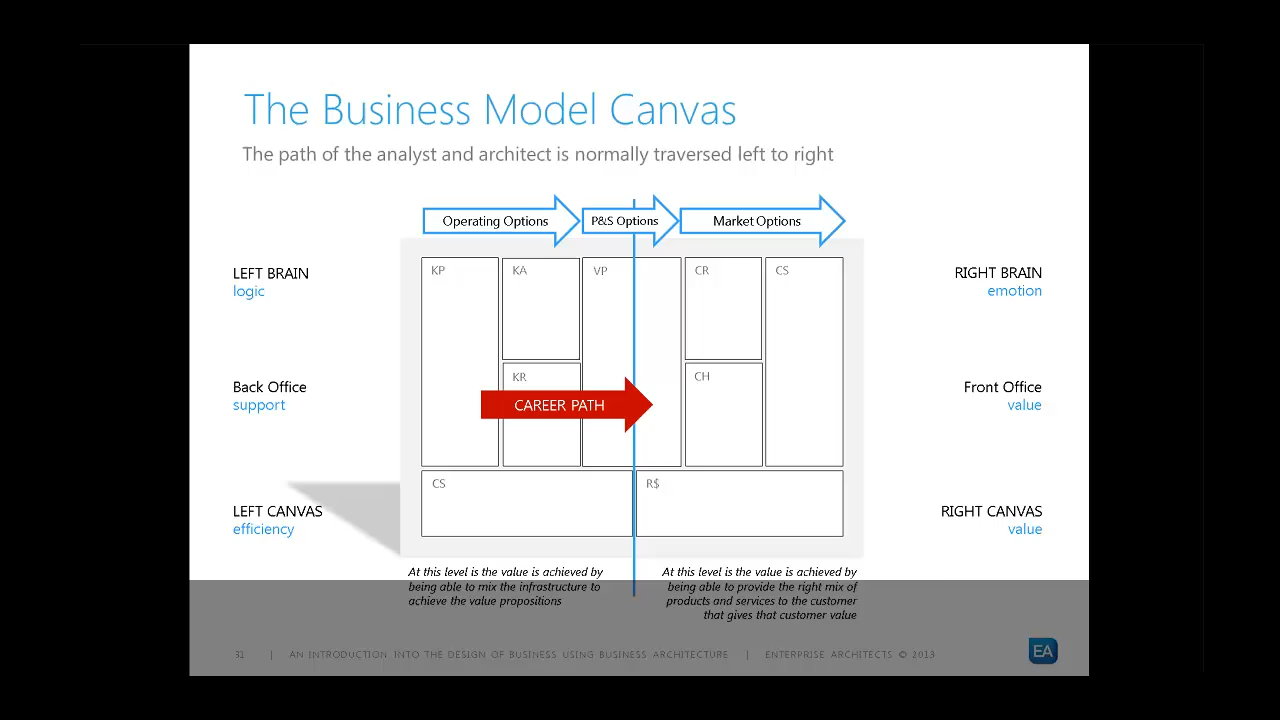 The Business Model Canvas
The path of the analyst and architect is normally traversed left to right
Operating Options
P&S Options
Market Options
LEFT BRAIN
logic
KP
KA
VP
CR
CS
RIGHT BRAIN
emotion
Back Office
support
KR
CH
CAREER PATH
Front Office
value
LEFT CANVAS
efficiency
CS
R$
RIGHT CANVAS
value
At this level is the value is achieved by
being able to mix the infrastructure to
achieve the value propositions
At this level is the value is achieved by
being able to provide the right mix of
products and services to the customer
that gives that customer value
32 | AN INTRODUCTION INTO THE DESIGN OF BUSINESS USING BUSINESS ARCHITECTURE | ENTERPRISE ARCHITECTS © 2013
EA